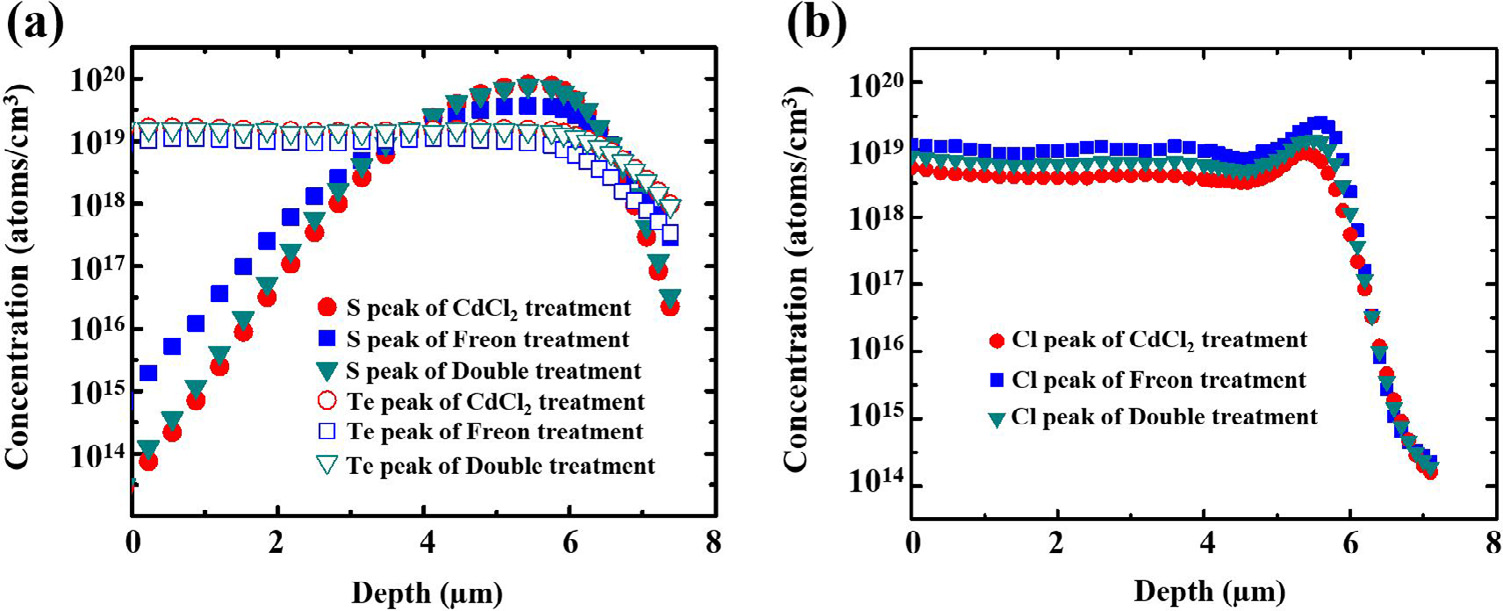 (a)
Concentration (atoms/cm³)
10²⁰
10¹⁹
10¹⁸
10¹⁷
10¹⁶
10¹⁵
10¹⁴
S peak of CdCl₂ treatment
S peak of Freon treatment
S peak of Double treatment
Te peak of CdCl₂ treatment
Te peak of Freon treatment
Te peak of Double treatment
0 2 4 6 8
Depth (μm)
(b)
Concentration (atoms/cm³)
10²⁰
10¹⁹
10¹⁸
10¹⁷
10¹⁶
10¹⁵
10¹⁴
Cl peak of CdCl₂ treatment
Cl peak of Freon treatment
Cl peak of Double treatment
0 2 4 6 8
Depth (μm)